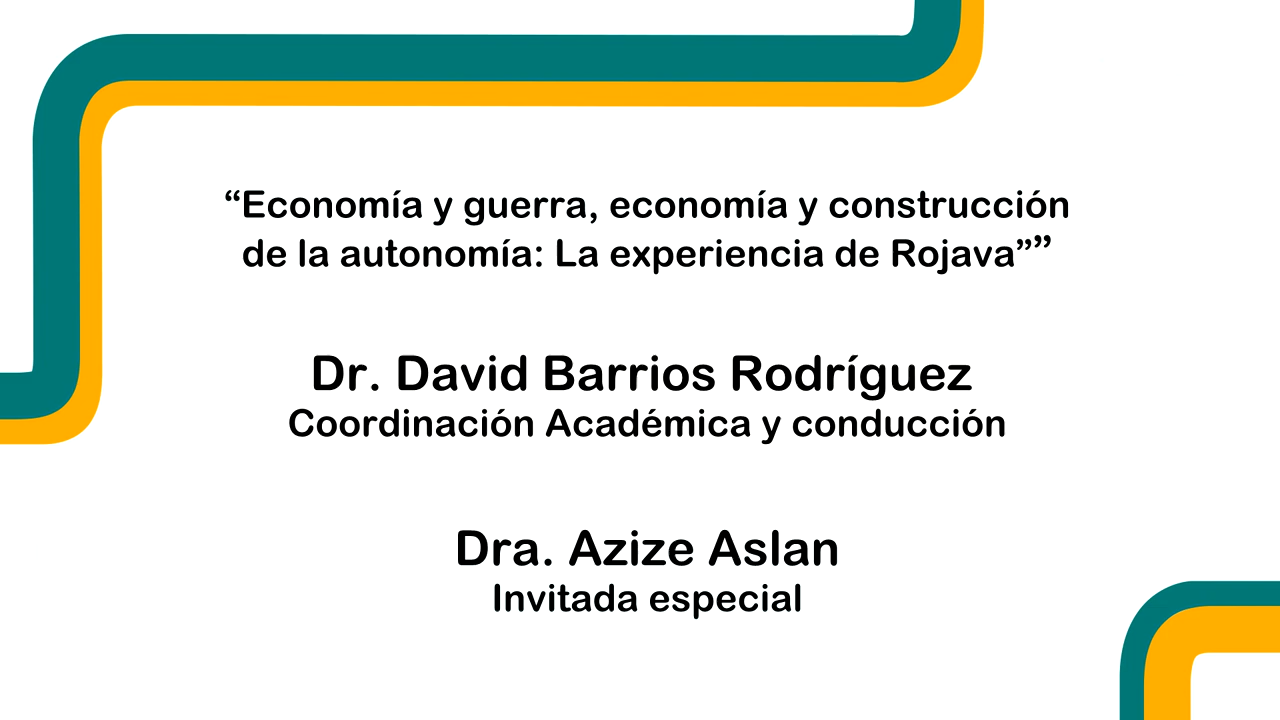 “Economía y guerra, economía y construcción
de la autonomía: La experiencia de Rojava””
Dr. David Barrios Rodríguez
Coordinación Académica y conducción
Dra. Azize Aslan
Invitada especial